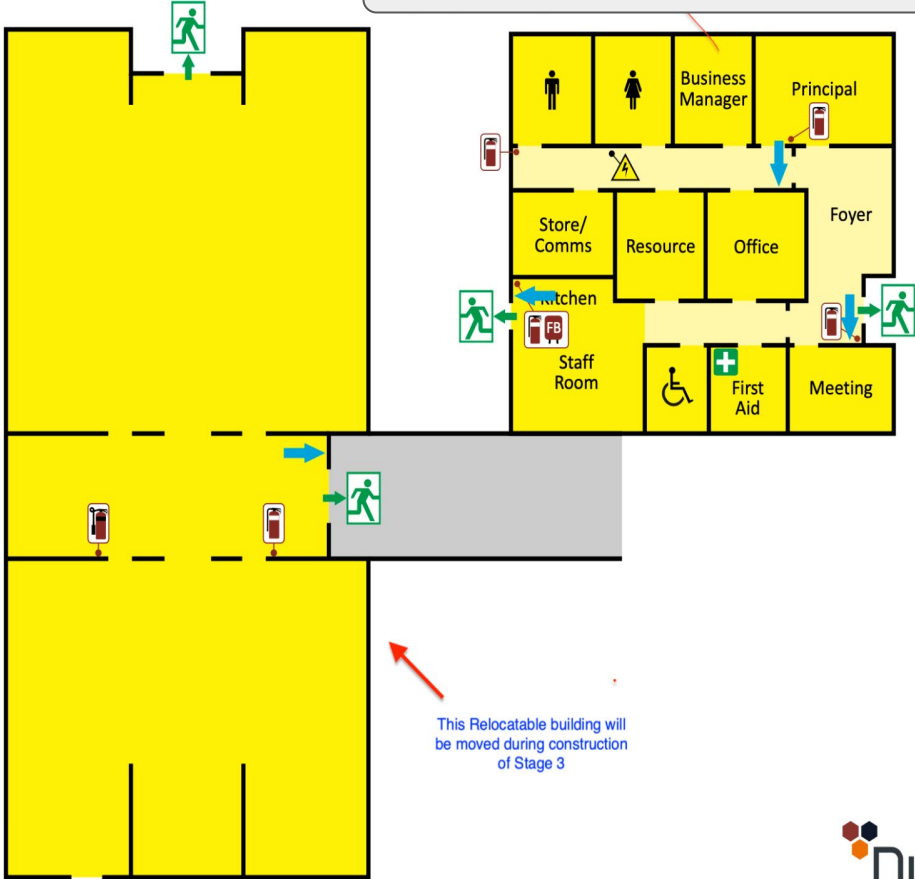 Business
Manager
Principal
Store/
Comms
Resource
Office
Foyer
Kitchen
FB
Staff
Room
First
Aid
Meeting
This Relocatable building will
be moved during construction
of Stage 3